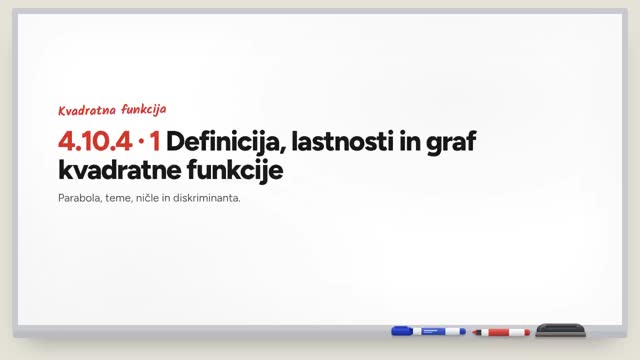 Kvadratna funkcija
4.10.4 · 1 Definicija, lastnosti in graf
kvadratne funkcije
Parabola, teme, ničle in diskriminanta.